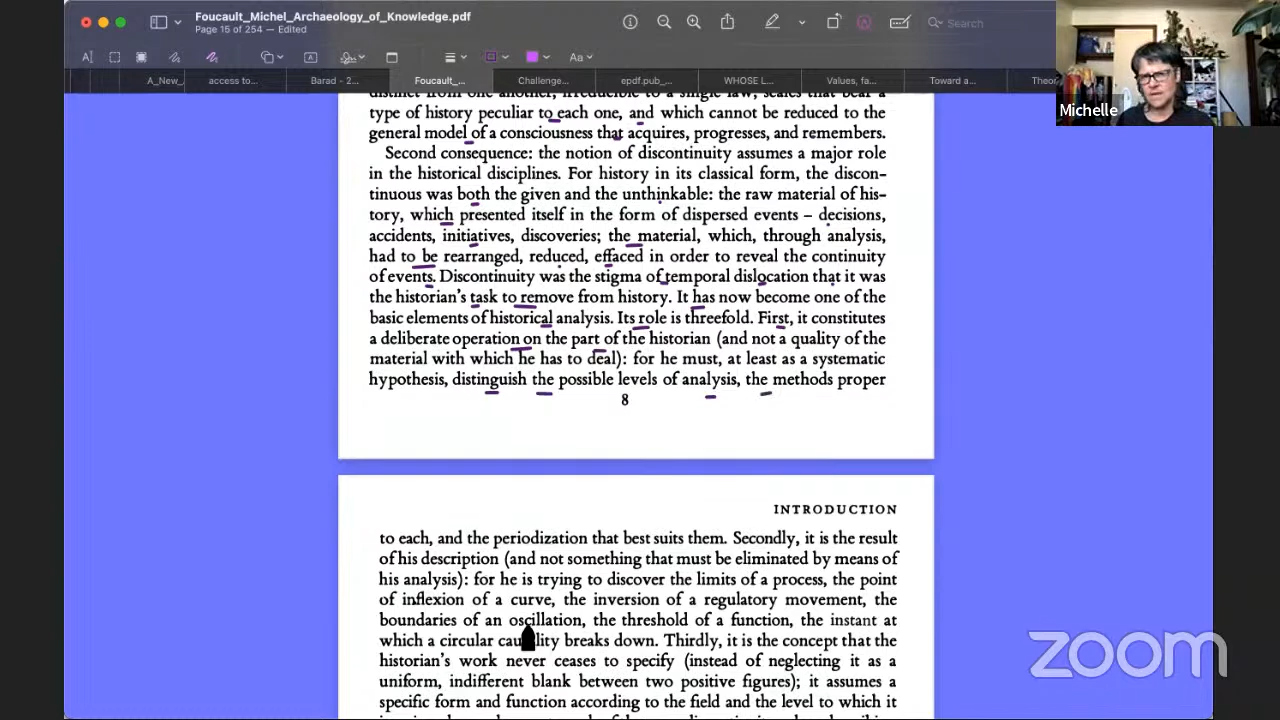 Foucault_Michel_Archaeology_of_Knowledge.pdf
Page 15 of 254 — Edited
Search
Aa
A_New_
access to...
Barad - 2...
Foucault_...
Challenge...
epdf.pub_...
WHOSE L...
Values, fa...
Toward a...
Theor
Michelle
distinct from one another, irreducible to a single law, scales that bear a
type of history peculiar to each one, and which cannot be reduced to the
general model of a consciousness that acquires, progresses, and remembers.
Second consequence: the notion of discontinuity assumes a major role
in the historical disciplines. For history in its classical form, the discon-
tinuous was both the given and the unthinkable: the raw material of his-
tory, which presented itself in the form of dispersed events – decisions,
accidents, initiatives, discoveries; the material, which, through analysis,
had to be rearranged, reduced, effaced in order to reveal the continuity
of events. Discontinuity was the stigma of temporal dislocation that it was
the historian's task to remove from history. It has now become one of the
basic elements of historical analysis. Its role is threefold. First, it constitutes
a deliberate operation on the part of the historian (and not a quality of the
material with which he has to deal): for he must, at least as a systematic
hypothesis, distinguish the possible levels of analysis, the methods proper
8
INTRODUCTION
to each, and the periodization that best suits them. Secondly, it is the result
of his description (and not something that must be eliminated by means of
his analysis): for he is trying to discover the limits of a process, the point
of inflexion of a curve, the inversion of a regulatory movement, the
boundaries of an oscillation, the threshold of a function, the instant at
which a circular causality breaks down. Thirdly, it is the concept that the
historian's work never ceases to specify (instead of neglecting it as a
uniform, indifferent blank between two positive figures); it assumes a
specific form and function according to the field and the level to which it
zoom